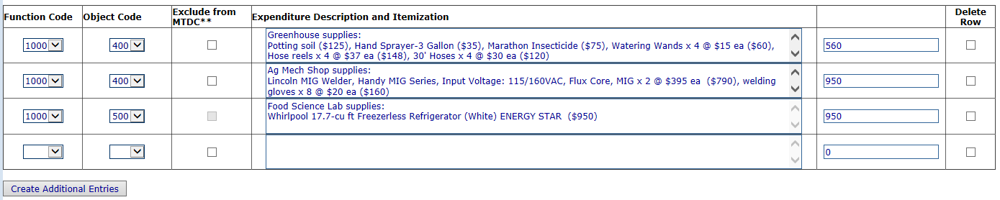 Function Code Object Code Exclude from MTDC** Expenditure Description and Itemization Delete Row
1000 400 Greenhouse supplies:
Potting soil ($125), Hand Sprayer-3 Gallon ($35), Marathon Insecticide ($75), Watering Wands x 4 @ $15 ea ($60), 560
Hose reels x 4 @ $37 ea ($148), 30' Hoses x 4 @ $30 ea ($120)
1000 400 Ag Mech Shop supplies:
Lincoln MIG Welder, Handy MIG Series, Input Voltage: 115/160VAC, Flux Core, MIG x 2 @ $395 ea ($790), welding 950
gloves x 8 @ $20 ea ($160)
1000 500 Food Science Lab supplies:
Whirlpool 17.7-cu ft Freezerless Refrigerator (White) ENERGY STAR ($950) 950
0
Create Additional Entries